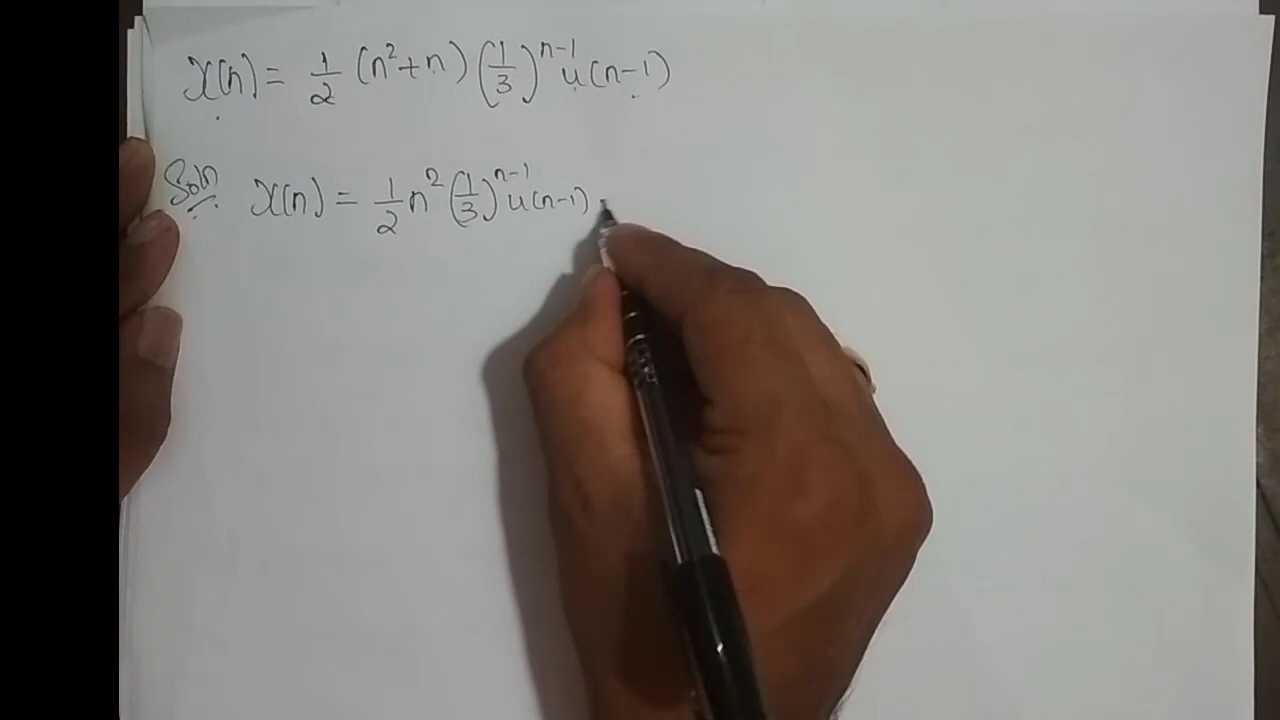 x(n) = 1/2 (n²+n) (1/3)ⁿ⁻¹ u(n-1)
Soln x(n) = 1/2 n² (1/3)ⁿ⁻¹ u(n-1)